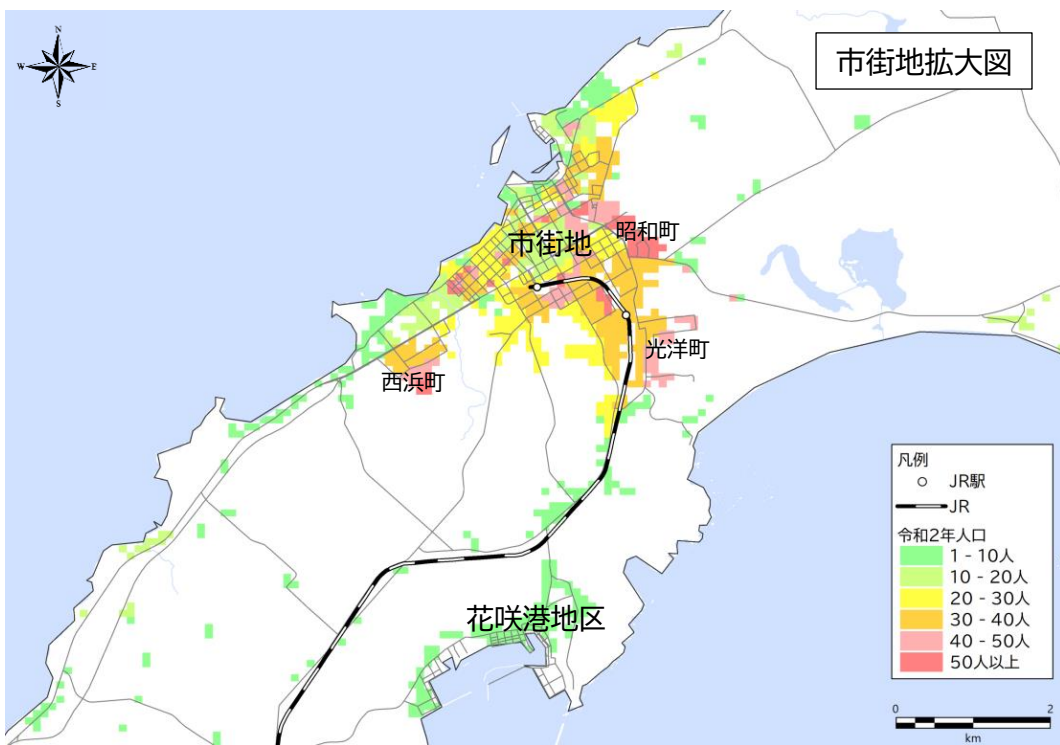 N
W E
S
市街地拡大図
昭和町
市街地
光洋町
西浜町
花咲港地区
凡例
JR駅
JR
令和2年人口
1 - 10人
10 - 20人
20 - 30人
30 - 40人
40 - 50人
50人以上
0 2
km